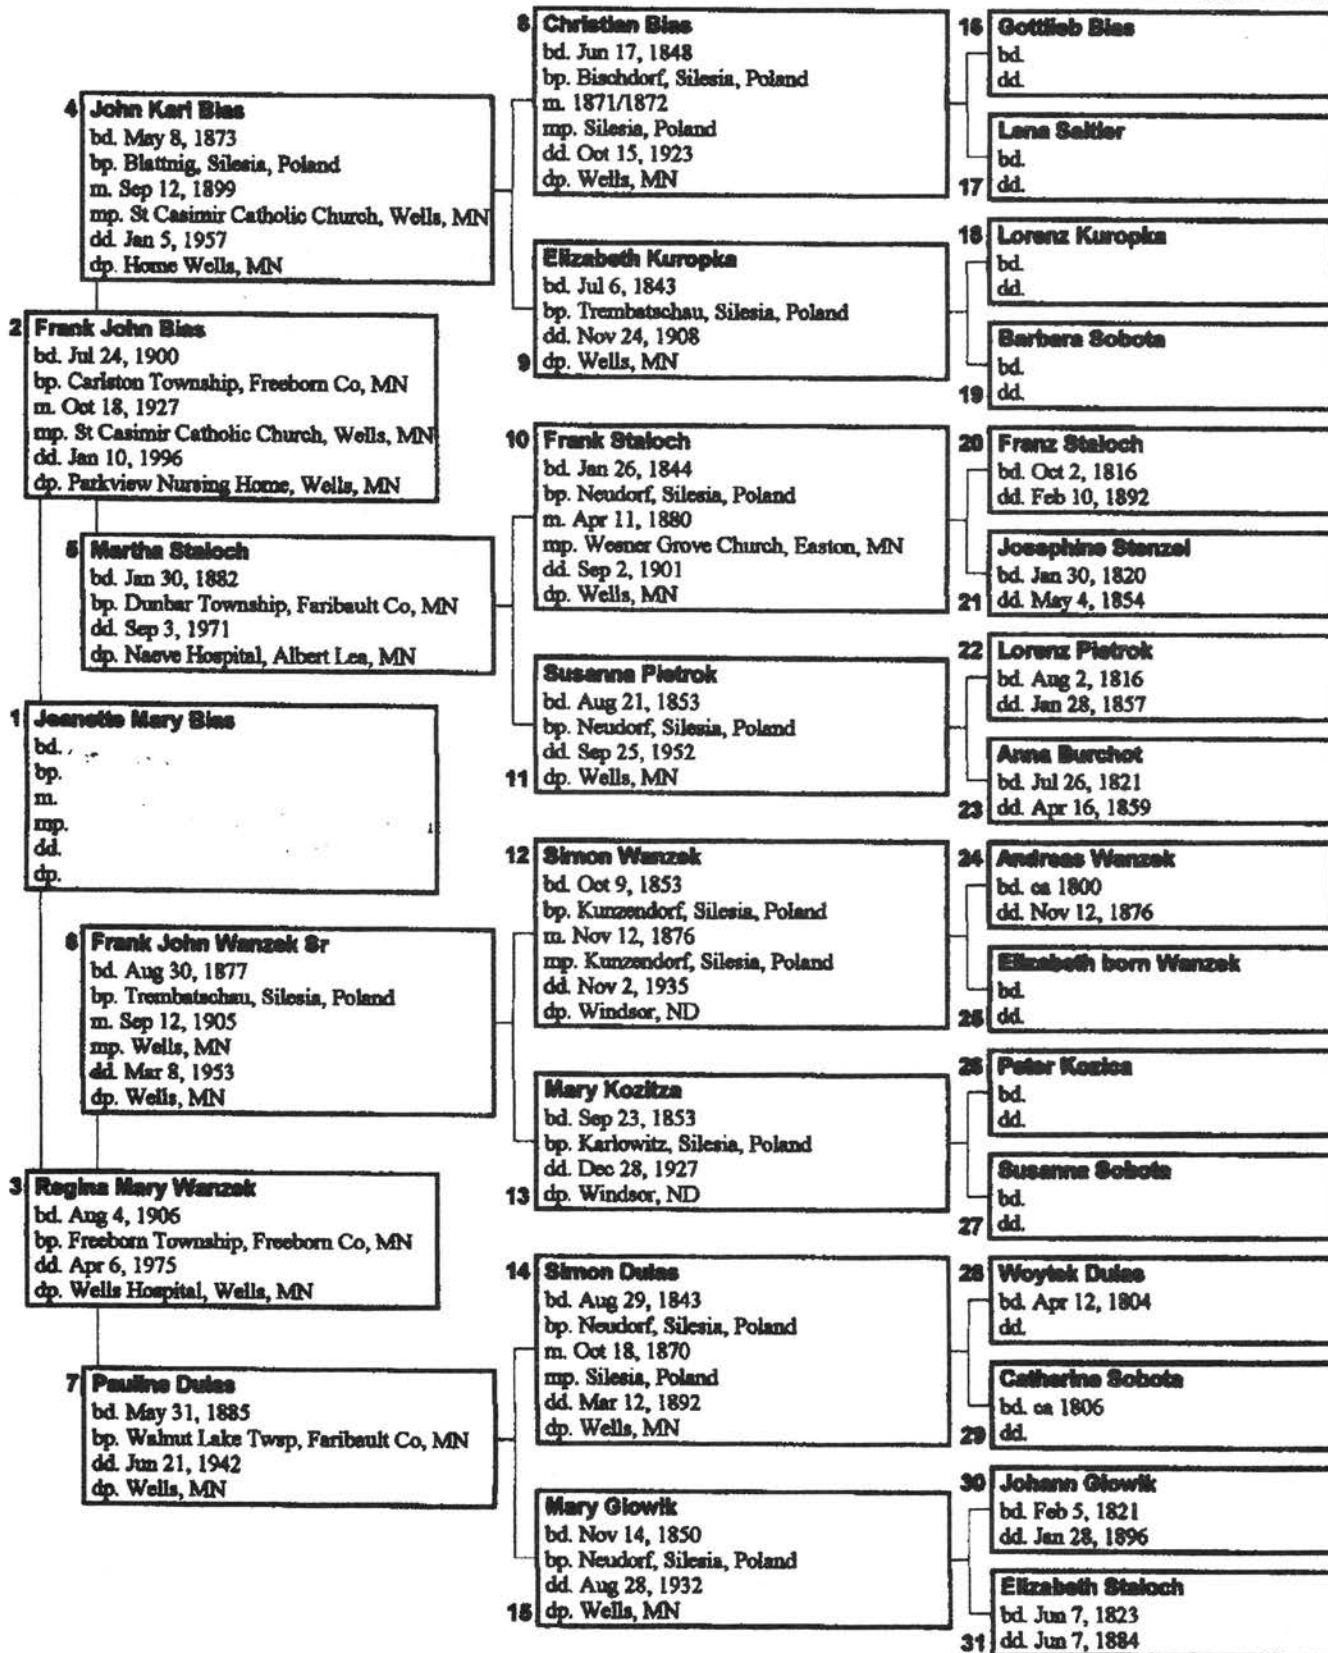 1 Jeanette Mary Bias
bd.
bp.
m.
mp.
dd.
dp.
2 Frank John Bias
bd. Jul 24, 1900
bp. Carlston Township, Freeborn Co, MN
m. Oct 18, 1927
mp. St Casimir Catholic Church, Wells, MN
dd. Jan 10, 1996
dp. Parkview Nursing Home, Wells, MN
3 Regina Mary Wanzek
bd. Aug 4, 1906
bp. Freeborn Township, Freeborn Co, MN
dd. Apr 6, 1975
dp. Wells Hospital, Wells, MN
4 John Karl Bias
bd. May 8, 1873
bp. Blattnig, Silesia, Poland
m. Sep 12, 1899
mp. St Casimir Catholic Church, Wells, MN
dd. Jan 5, 1957
dp. Home Wells, MN
5 Martha Staloch
bd. Jan 30, 1882
bp. Dunbar Township, Faribault Co, MN
dd. Sep 3, 1971
dp. Naeve Hospital, Albert Lea, MN
6 Frank John Wanzek Sr
bd. Aug 30, 1877
bp. Trembatschau, Silesia, Poland
m. Sep 12, 1905
mp. Wells, MN
dd. Mar 8, 1953
dp. Wells, MN
7 Pauline Dulas
bd. May 31, 1885
bp. Walnut Lake Twsp, Faribault Co, MN
dd. Jun 21, 1942
dp. Wells, MN
8 Christian Bias
bd. Jun 17, 1848
bp. Bischdorf, Silesia, Poland
m. 1871/1872
mp. Silesia, Poland
dd. Oct 15, 1923
dp. Wells, MN
Elizabeth Kuropka
bd. Jul 6, 1843
bp. Trembatschau, Silesia, Poland
dd. Nov 24, 1908
9 dp. Wells, MN
10 Frank Staloch
bd. Jan 26, 1844
bp. Neudorf, Silesia, Poland
m. Apr 11, 1880
mp. Wesner Grove Church, Easton, MN
dd. Sep 2, 1901
dp. Wells, MN
Susanna Pietrok
bd. Aug 21, 1853
bp. Neudorf, Silesia, Poland
dd. Sep 25, 1952
11 dp. Wells, MN
12 Simon Wanzek
bd. Oct 9, 1853
bp. Kunzendorf, Silesia, Poland
m. Nov 12, 1876
mp. Kunzendorf, Silesia, Poland
dd. Nov 2, 1935
dp. Windsor, ND
Mary Kozitza
bd. Sep 23, 1853
bp. Karlowitz, Silesia, Poland
dd. Dec 28, 1927
13 dp. Windsor, ND
14 Simon Dulas
bd. Aug 29, 1843
bp. Neudorf, Silesia, Poland
m. Oct 18, 1870
mp. Silesia, Poland
dd. Mar 12, 1892
dp. Wells, MN
Mary Glowik
bd. Nov 14, 1850
bp. Neudorf, Silesia, Poland
dd. Aug 28, 1932
15 dp. Wells, MN
16 Gottlieb Bias
bd.
dd.
Lena Saltier
bd.
17 dd.
18 Lorenz Kuropka
bd.
dd.
Barbara Sobota
bd.
19 dd.
20 Franz Staloch
bd. Oct 2, 1816
dd. Feb 10, 1892
Josephine Stenzel
bd. Jan 30, 1820
21 dd. May 4, 1854
22 Lorenz Pietrok
bd. Aug 2, 1816
dd. Jan 28, 1857
Anna Burchot
bd. Jul 26, 1821
23 dd. Apr 16, 1859
24 Andreas Wanzek
bd. ca 1800
dd. Nov 12, 1876
Elizabeth born Wanzek
bd.
25 dd.
26 Peter Kozica
bd.
dd.
Susanna Sobota
bd.
27 dd.
28 Woytek Dulas
bd. Apr 12, 1804
dd.
Catherine Sobota
bd. ca 1806
29 dd.
30 Johann Glowik
bd. Feb 5, 1821
dd. Jan 28, 1896
Elizabeth Staloch
bd. Jun 7, 1823
31 dd. Jun 7, 1884